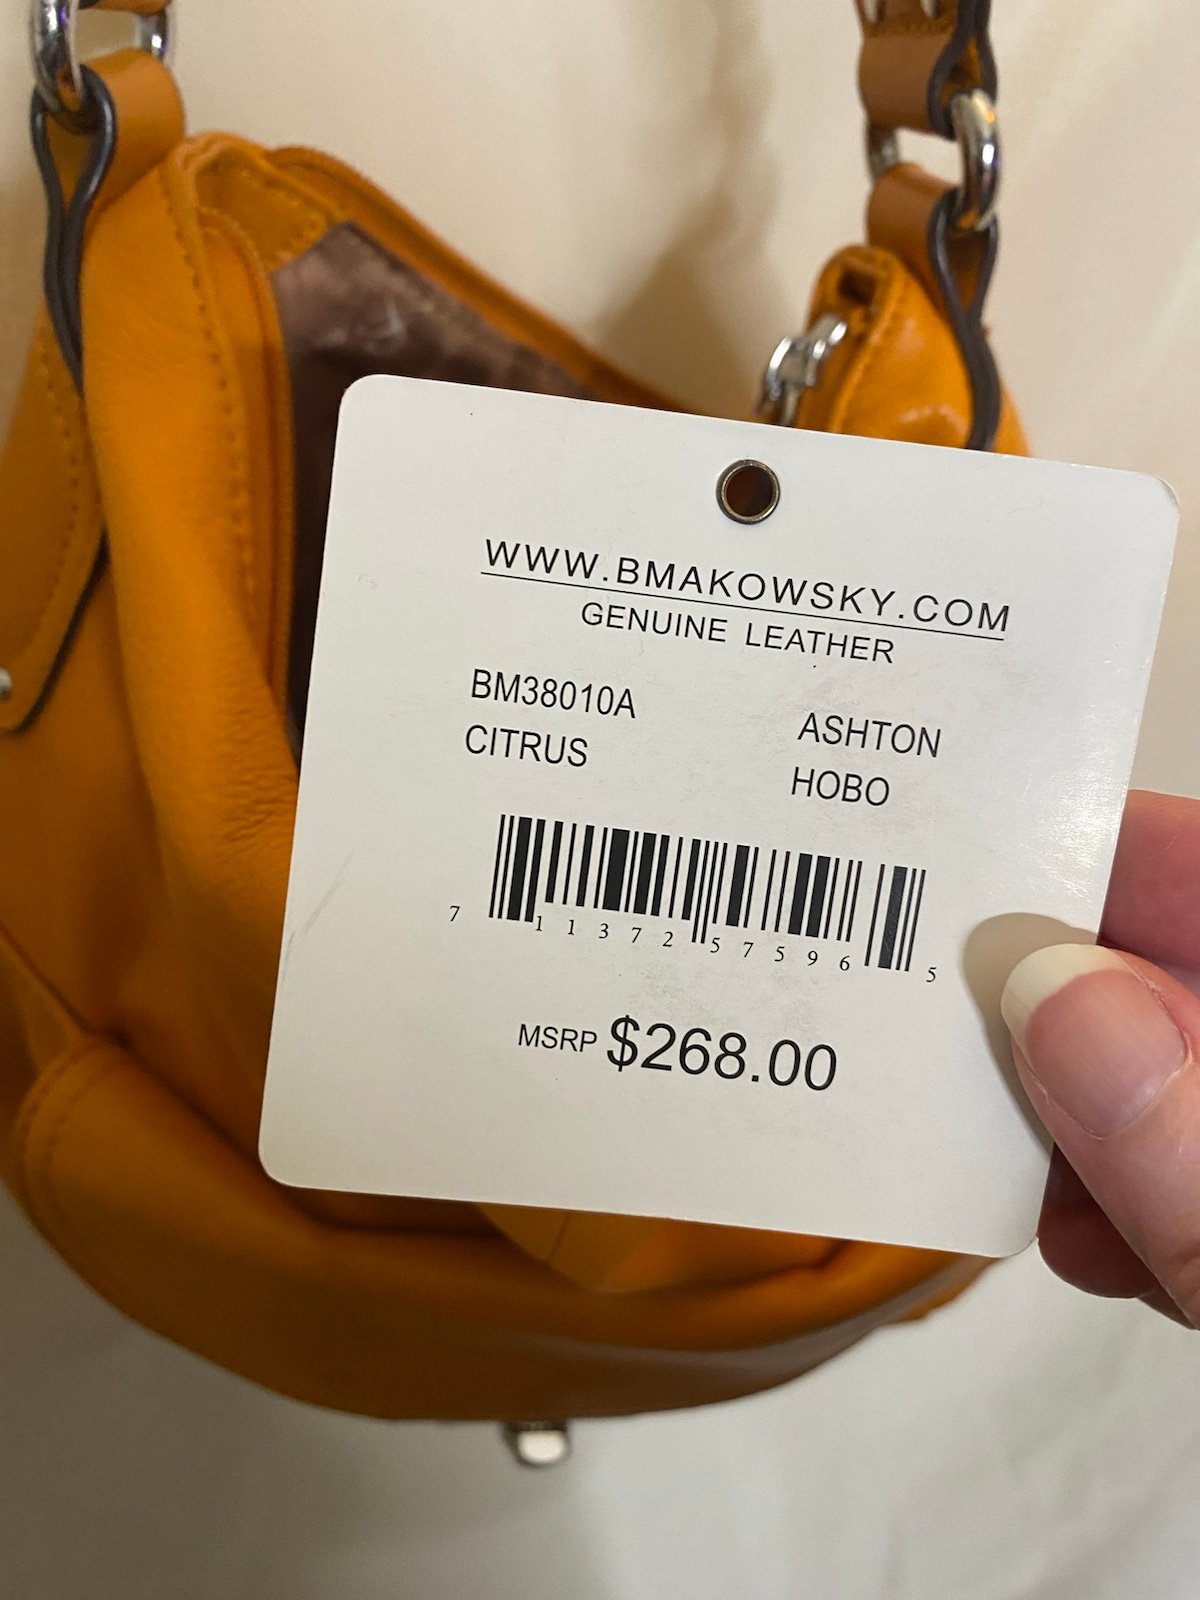 WWW.BMAKOWSKY.COM
GENUINE LEATHER
BM38010A
CITRUS
ASHTON
HOBO
7 11372 57596 5
MSRP $268.00